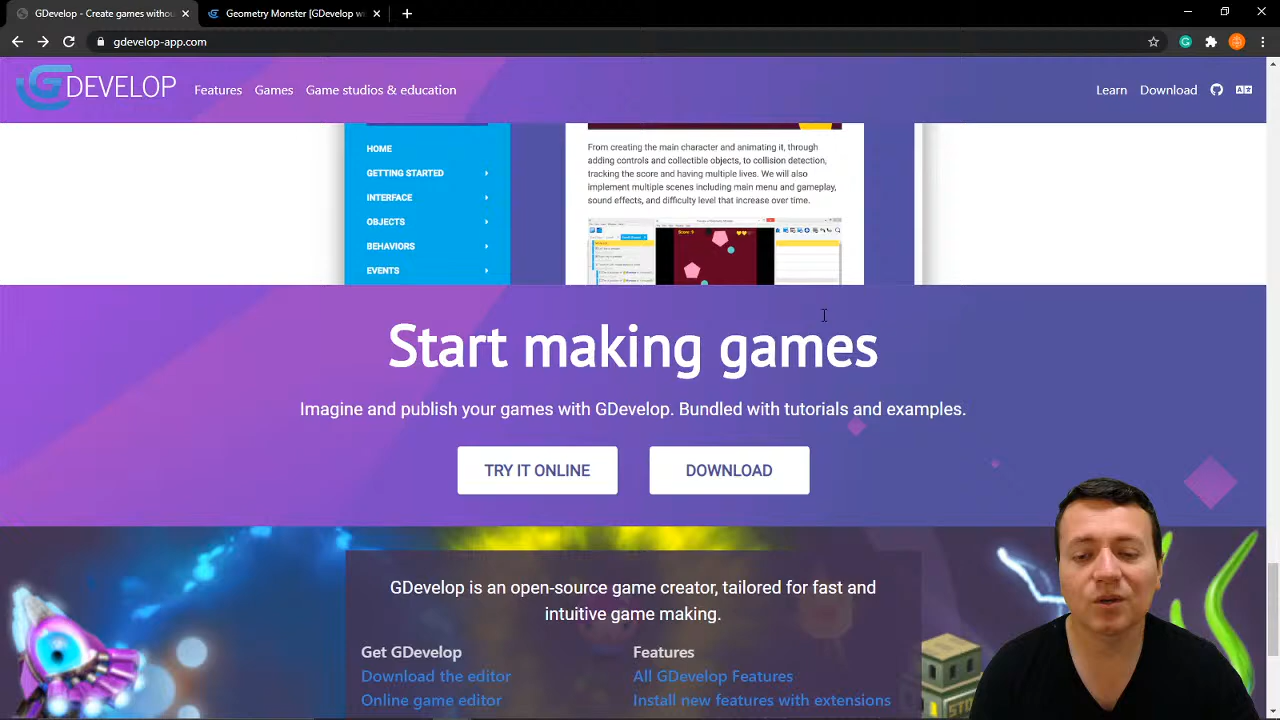 GDevelop - Create games withou
Geometry Monster [GDevelop w
gdevelop-app.com
GDEVELOP
Features
Games
Game studios & education
Learn
Download
HOME
GETTING STARTED
INTERFACE
OBJECTS
BEHAVIORS
EVENTS
From creating the main character and animating it, through
adding controls and collectible objects, to collision detection,
tracking the score and having multiple lives. We will also
implement multiple scenes including main menu and gameplay,
sound effects, and difficulty level that increase over time.
Start making games
Imagine and publish your games with GDevelop. Bundled with tutorials and examples.
TRY IT ONLINE
DOWNLOAD
GDevelop is an open-source game creator, tailored for fast and
intuitive game making.
Get GDevelop
Features
Download the editor
All GDevelop Features
Online game editor
Install new features with extensions